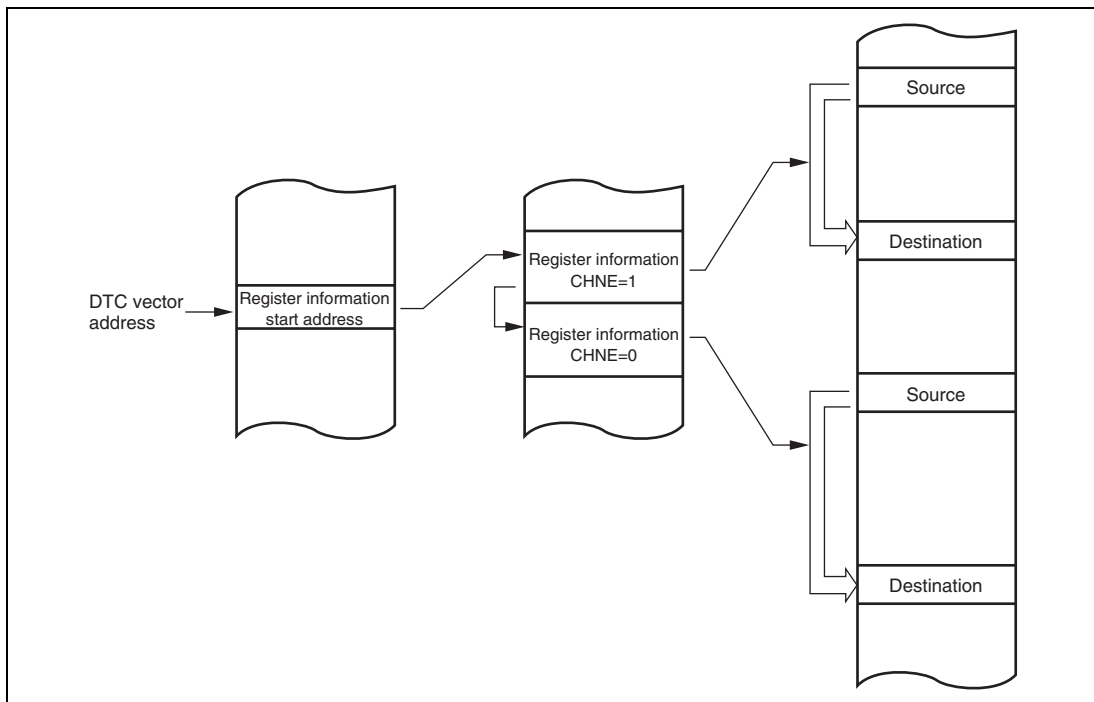 DTC vector
address
Register information
start address
Register information
CHNE=1
Register information
CHNE=0
Source
Destination
Source
Destination